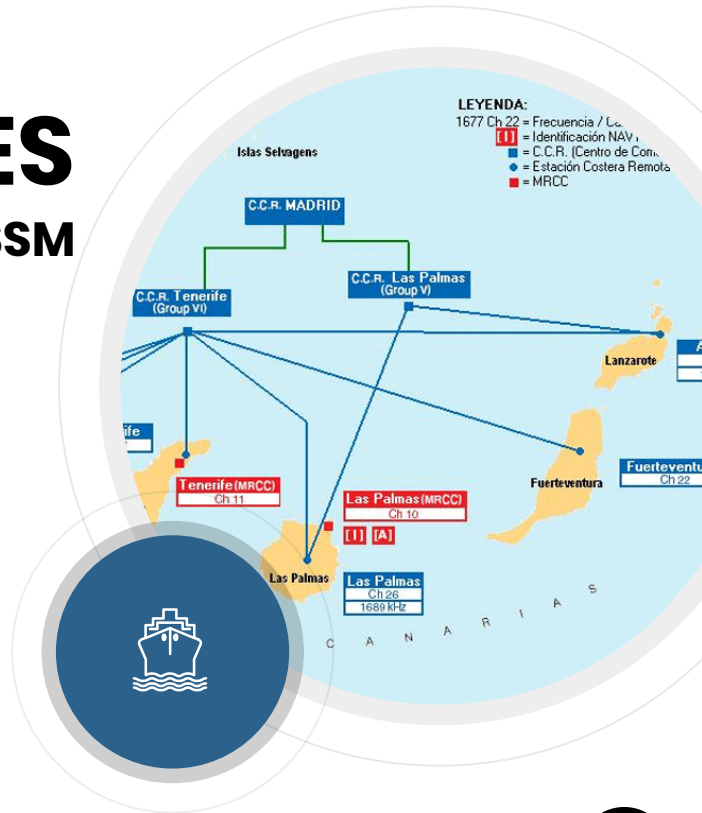 ES
SSM
LEYENDA:
1677 Ch 22 = Frecuencia /
[I] = Identificación NAV
= C.C.R. (Centro de Com
= Estación Costera Remota
= MRCC
Islas Selvagens
C.C.R. MADRID
C.C.R. Tenerife
(Group VI)
C.C.R. Las Palmas
(Group V)
Lanzarote
A
ife
Tenerife (MRCC)
Ch 11
Las Palmas (MRCC)
Ch 10
[I] [A]
Fuerteventura
Fuerteventu
Ch 22
Las Palmas
Las Palmas
Ch 26
1689 kHz
C A N A R I A S